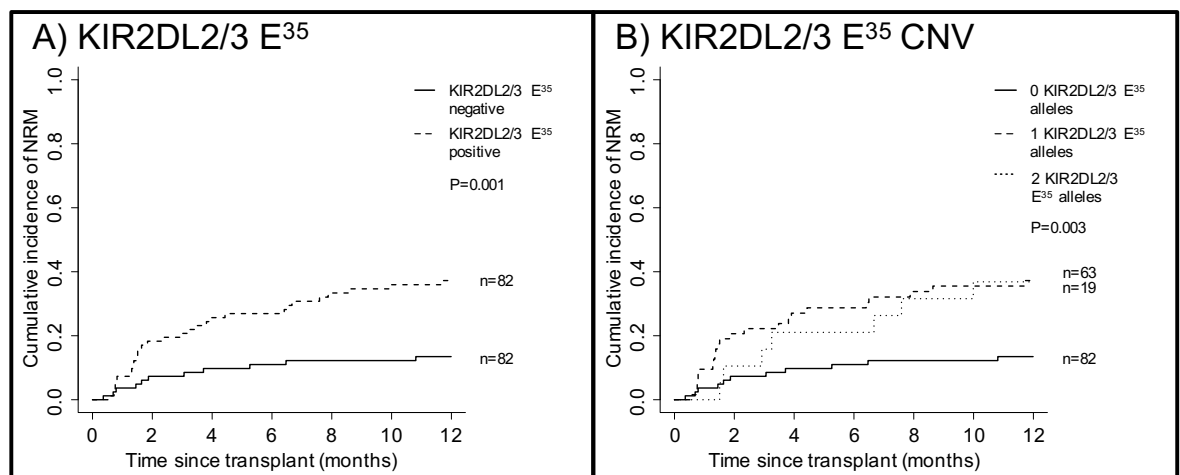 A) KIR2DL2/3 E³⁵
Cumulative incidence of NRM
1.0
0.8
0.6
0.4
0.2
0.0
KIR2DL2/3 E³⁵
negative
KIR2DL2/3 E³⁵
positive
P=0.001
n=82
n=82
0 2 4 6 8 10 12
Time since transplant (months)
B) KIR2DL2/3 E³⁵ CNV
Cumulative incidence of NRM
1.0
0.8
0.6
0.4
0.2
0.0
0 KIR2DL2/3 E³⁵
alleles
1 KIR2DL2/3 E³⁵
alleles
2 KIR2DL2/3
E³⁵ alleles
P=0.003
n=63
n=19
n=82
0 2 4 6 8 10 12
Time since transplant (months)